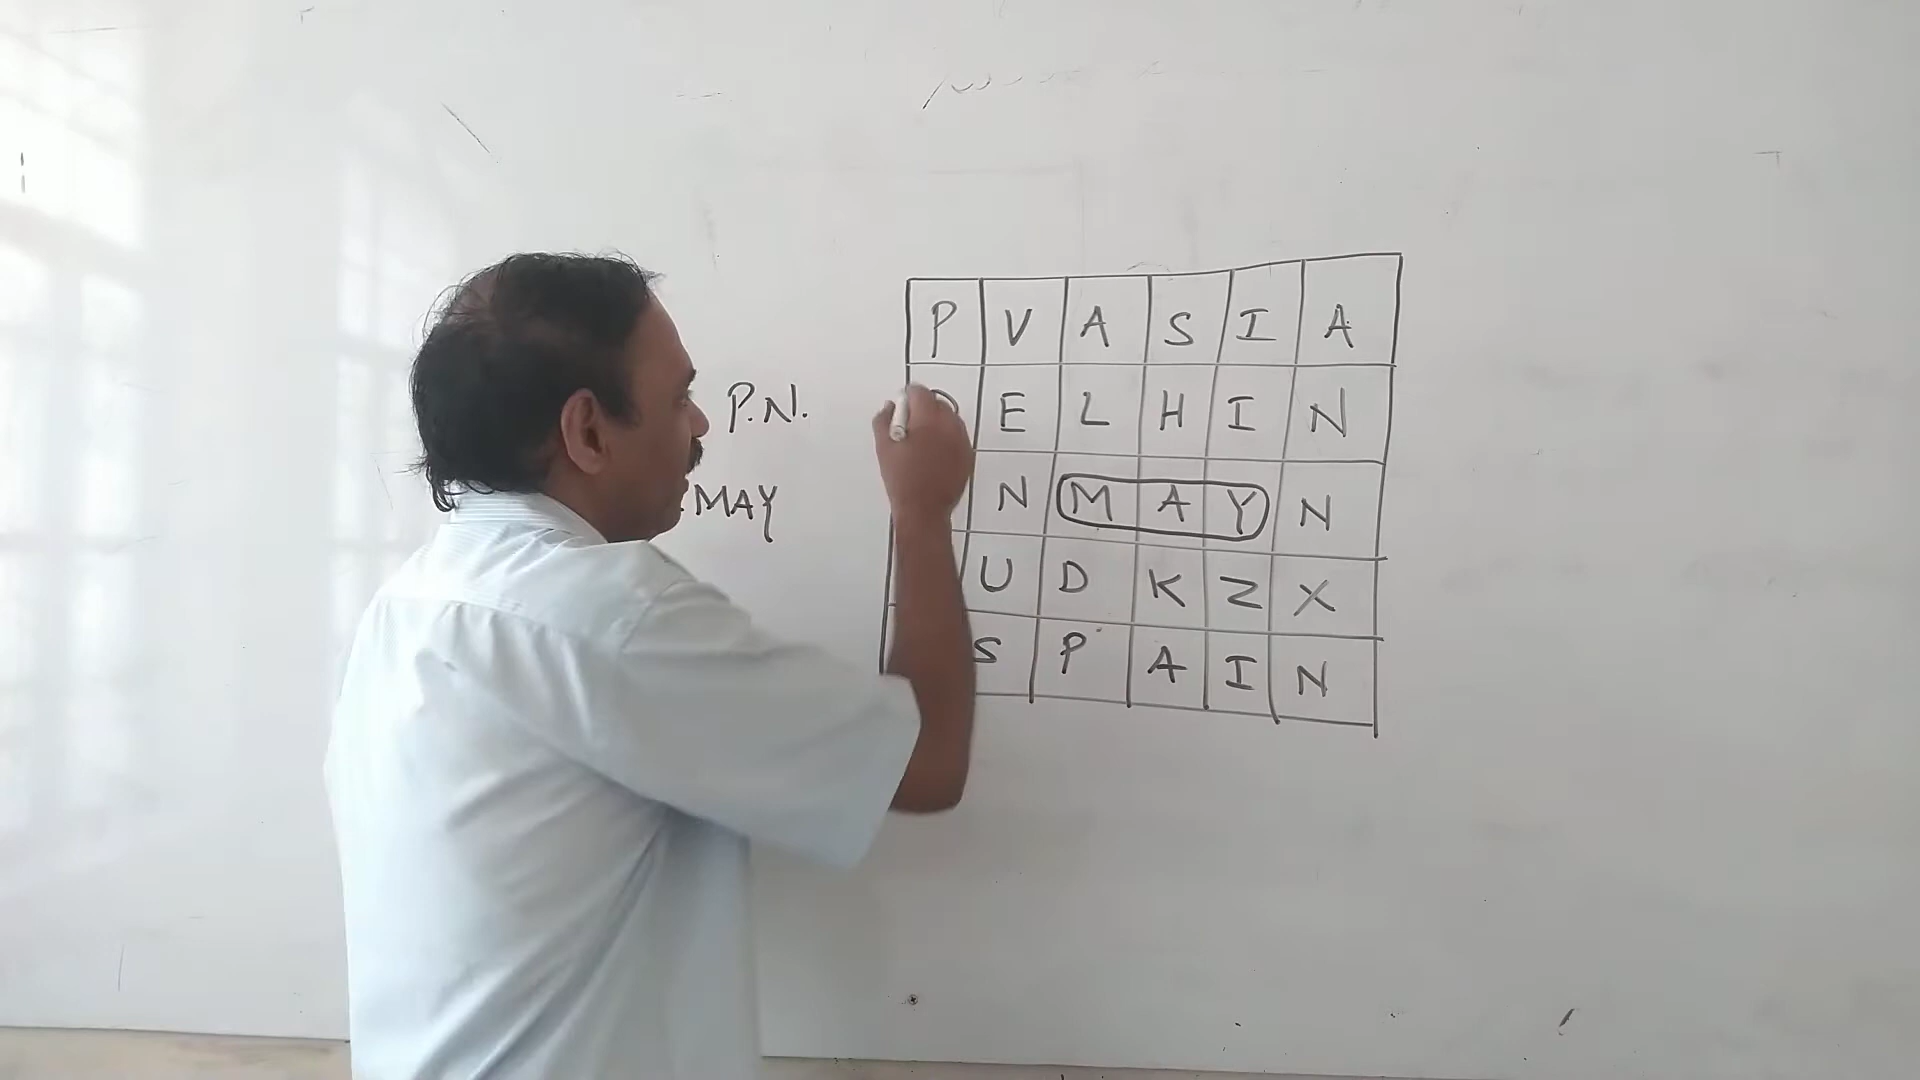 P.N.
MAY
P V A S I A
D E L H I N
N M A Y N
U D K Z X
S P A I N